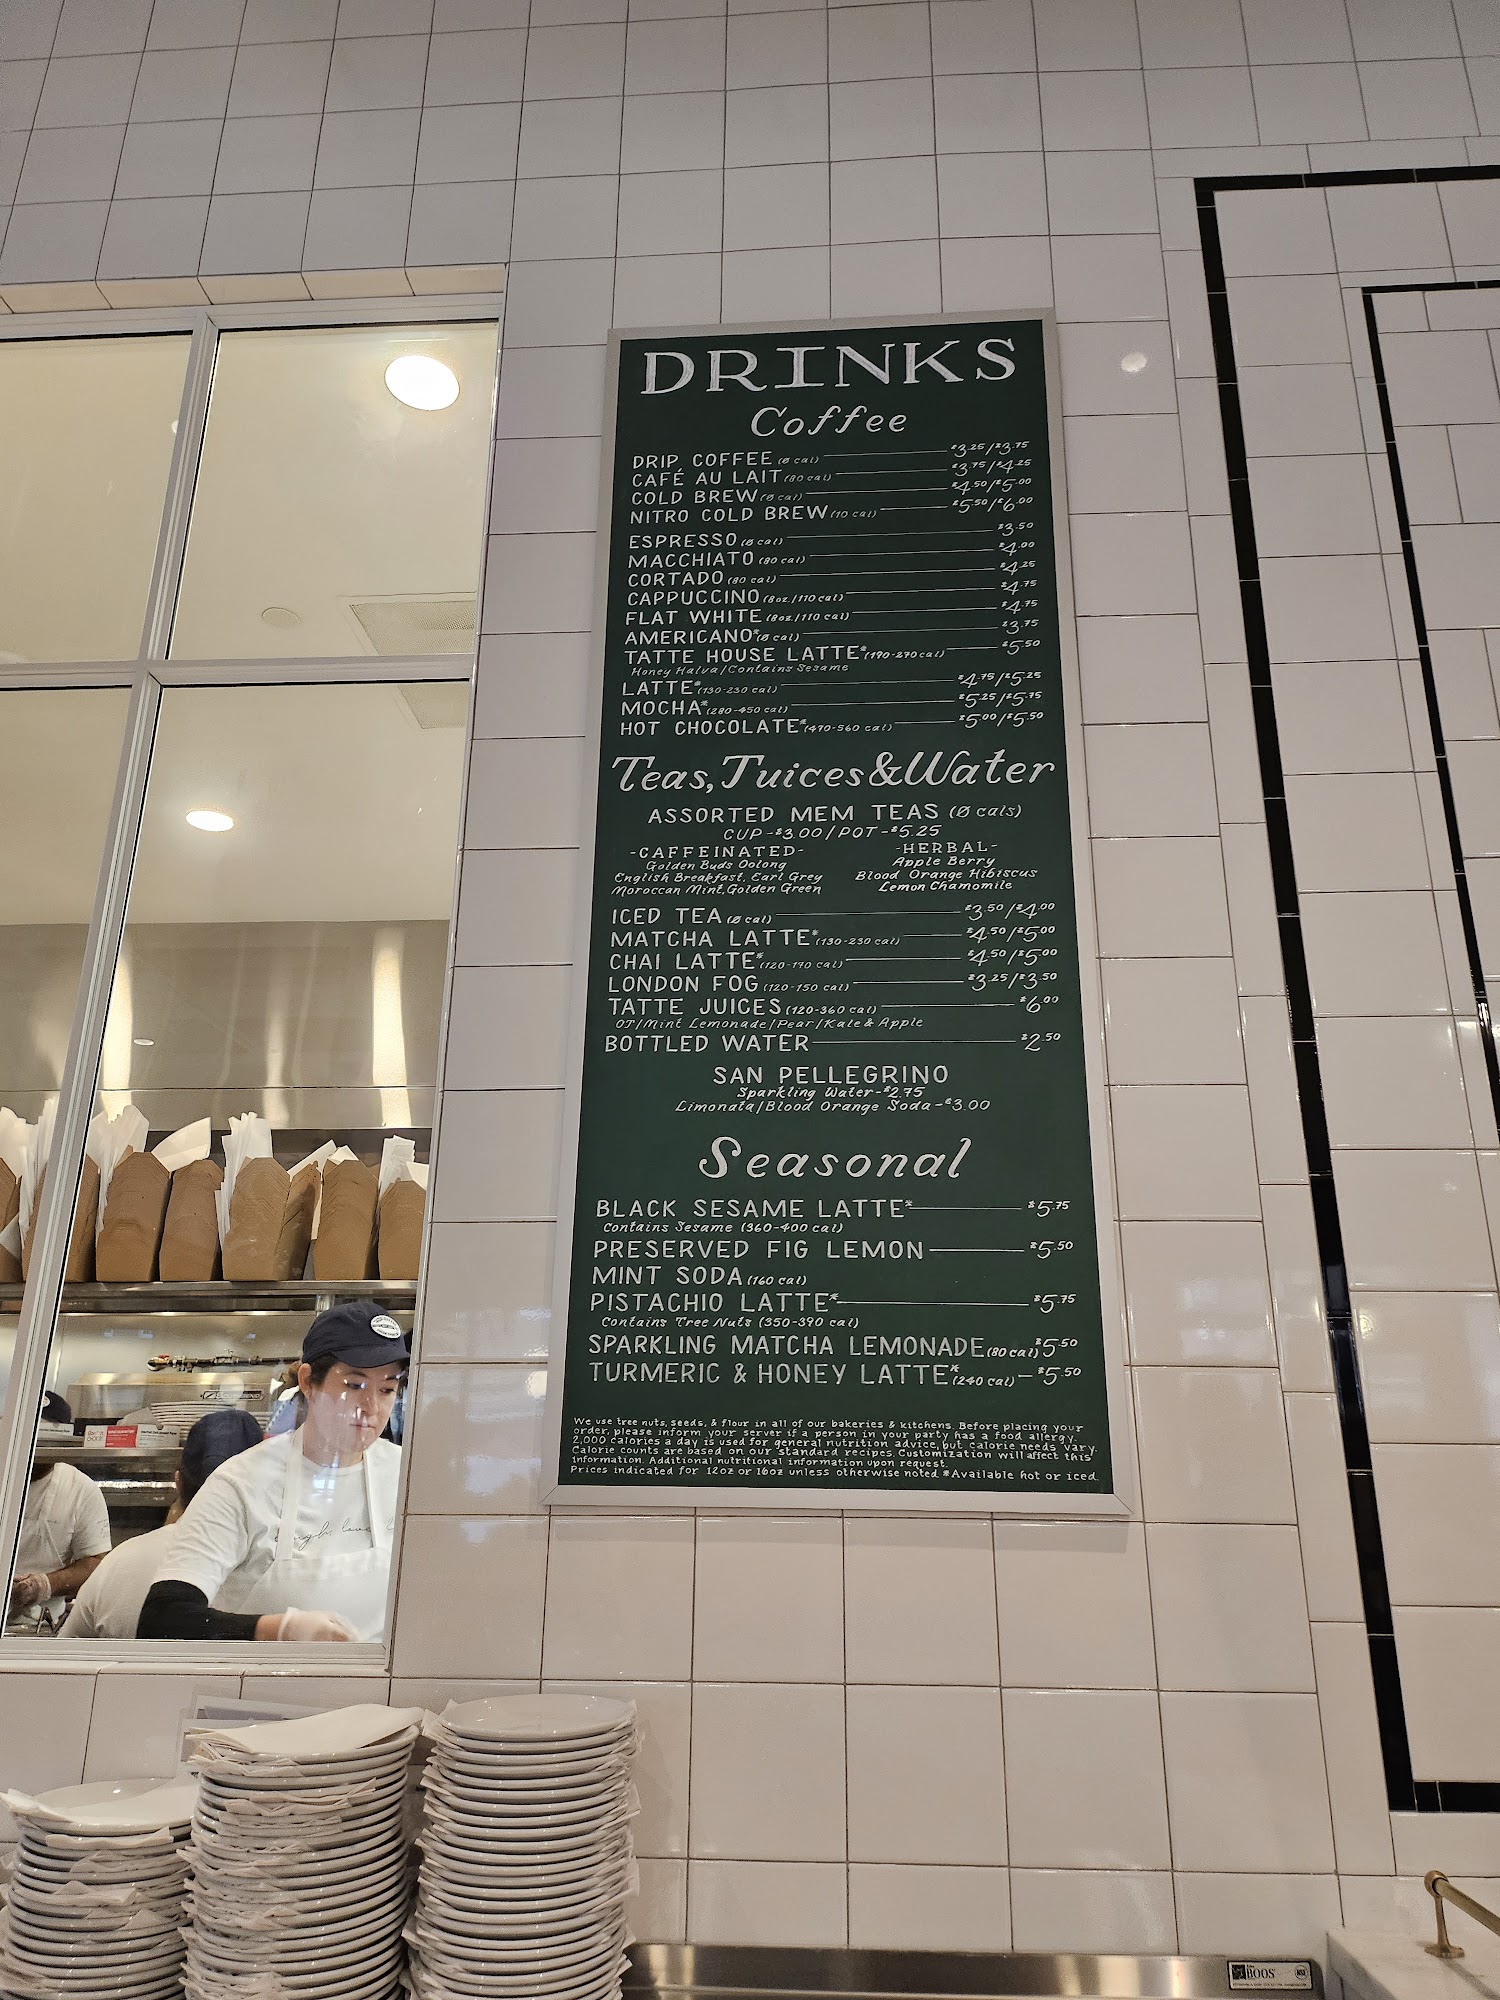 DRINKS
Coffee
DRIP COFFEE (Ø cal) $3.25/$3.75
CAFÉ AU LAIT (80 cal) $3.75/$4.25
COLD BREW (Ø cal) $4.50/$5.00
NITRO COLD BREW (10 cal) $5.50/$6.00
ESPRESSO (Ø cal) $3.50
MACCHIATO (80 cal) $4.00
CORTADO (80 cal) $4.25
CAPPUCCINO (8oz./110 cal) $4.75
FLAT WHITE (8oz./110 cal) $4.75
AMERICANO* (Ø cal) $3.75
TATTE HOUSE LATTE* (190-270 cal) $5.50
Honey Halva/Contains Sesame
LATTE* (130-230 cal) $4.75/$5.25
MOCHA* (280-450 cal) $5.25/$5.75
HOT CHOCOLATE* (470-560 cal) $5.00/$5.50
Teas, Juices & Water
ASSORTED MEM TEAS (Ø cals)
CUP-$3.00/POT-$5.25
-CAFFEINATED-
Golden Buds Oolong
English Breakfast, Earl Grey
Moroccan Mint, Golden Green
-HERBAL-
Apple Berry
Blood Orange Hibiscus
Lemon Chamomile
ICED TEA (Ø cal) $3.50/$4.00
MATCHA LATTE* (130-230 cal) $4.50/$5.00
CHAI LATTE* (120-170 cal) $4.50/$5.00
LONDON FOG (120-150 cal) $3.25/$3.50
TATTE JUICES (120-360 cal) $6.00
OJ/Mint Lemonade/Pear/Kale & Apple
BOTTLED WATER $2.50
SAN PELLEGRINO
Sparkling Water-$2.75
Limonata/Blood Orange Soda-$3.00
Seasonal
BLACK SESAME LATTE* $5.75
Contains Sesame (360-400 cal)
PRESERVED FIG LEMON $5.50
MINT SODA (160 cal)
PISTACHIO LATTE* $5.75
Contains Tree Nuts (350-390 cal)
SPARKLING MATCHA LEMONADE (80 cal) $5.50
TURMERIC & HONEY LATTE* (240 cal) - $5.50
We use tree nuts, seeds, & flour in all of our bakeries & kitchens. Before placing your
order, please inform your server if a person in your party has a food allergy.
2,000 calories a day is used for general nutrition advice, but calorie needs vary.
Calorie counts are based on our standard recipes. Customization will affect this
information. Additional nutritional information upon request.
Prices indicated for 12oz or 16oz unless otherwise noted *Available hot or iced.
BOOS
NSF